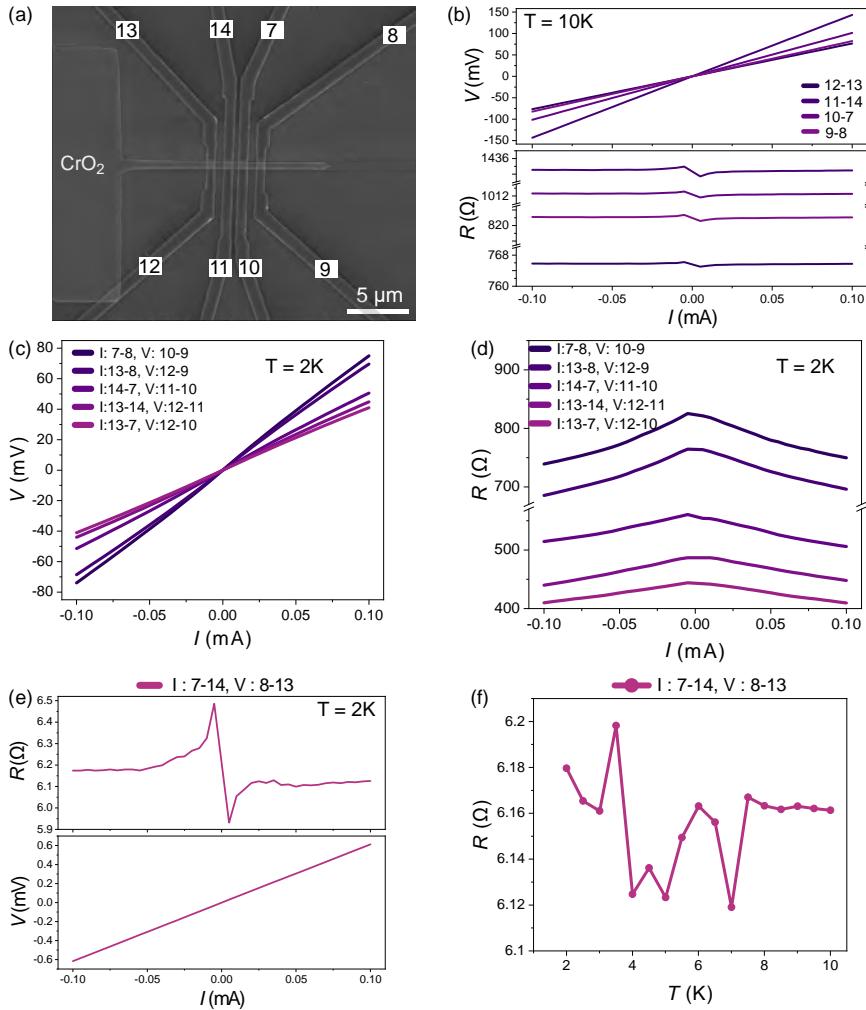 (a)
13
14
7
8
CrO2
12
11
10
9
5 μm
(b)
T = 10K
V (mV)
150
100
50
0
-50
-100
-150
12-13
11-14
10-7
9-8
R (Ω)
1436
1012
820
768
760
-0.10
-0.05
0.00
0.05
0.10
I (mA)
(c)
I: 7-8, V: 10-9
I:13-8, V:12-9
I:14-7, V:11-10
I:13-14, V:12-11
I:13-7, V:12-10
T = 2K
V (mV)
80
60
40
20
0
-20
-40
-60
-80
-0.10
-0.05
0.00
0.05
0.10
I (mA)
(d)
I:7-8, V: 10-9
I:13-8, V:12-9
I:14-7, V:11-10
I:13-14, V:12-11
I:13-7, V:12-10
T = 2K
R (Ω)
900
800
700
500
400
-0.10
-0.05
0.00
0.05
0.10
I (mA)
(e)
I : 7-14, V : 8-13
T = 2K
R(Ω)
6.5
6.4
6.3
6.2
6.1
6.0
5.9
V(mV)
0.6
0.4
0.2
0.0
-0.2
-0.4
-0.6
-0.10
-0.05
0.00
0.05
0.10
I (mA)
(f)
I : 7-14, V : 8-13
R (Ω)
6.2
6.18
6.16
6.14
6.12
6.1
2
4
6
8
10
T (K)